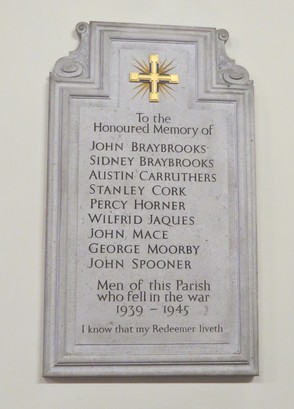 To the
Honoured Memory of
JOHN BRAYBROOKS
SIDNEY BRAYBROOKS
AUSTIN CARRUTHERS
STANLEY CORK
PERCY HORNER
WILFRID JAQUES
JOHN MACE
GEORGE MOORBY
JOHN SPOONER
Men of this Parish
who fell in the war
1939 – 1945
I know that my Redeemer liveth